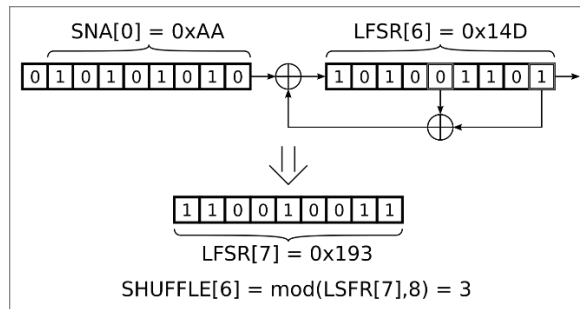 SNA[0] = 0xAA LFSR[6] = 0x14D
0 1 0 1 0 1 0 1 0 1 0 1 0 0 1 1 0 1
1 1 0 0 1 0 0 1 1
LFSR[7] = 0x193
SHUFFLE[6] = mod(LSFR[7],8) = 3